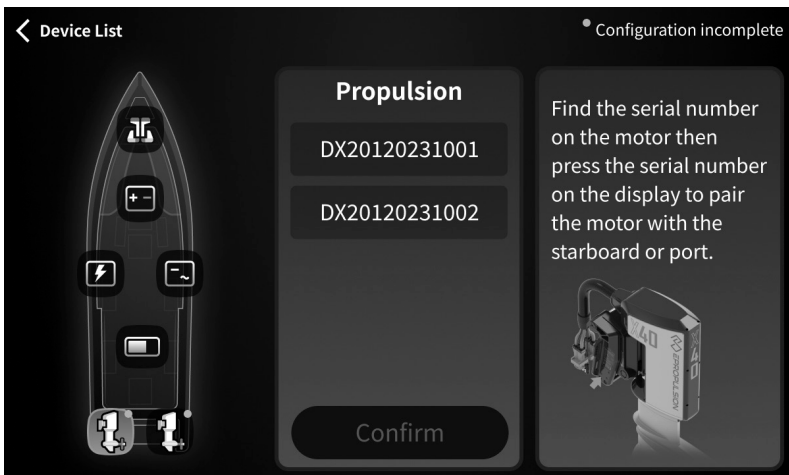 Device List
Configuration incomplete
Propulsion
DX20120231001
DX20120231002
Confirm
Find the serial number
on the motor then
press the serial number
on the display to pair
the motor with the
starboard or port.
X40
X40
EPROPULSION